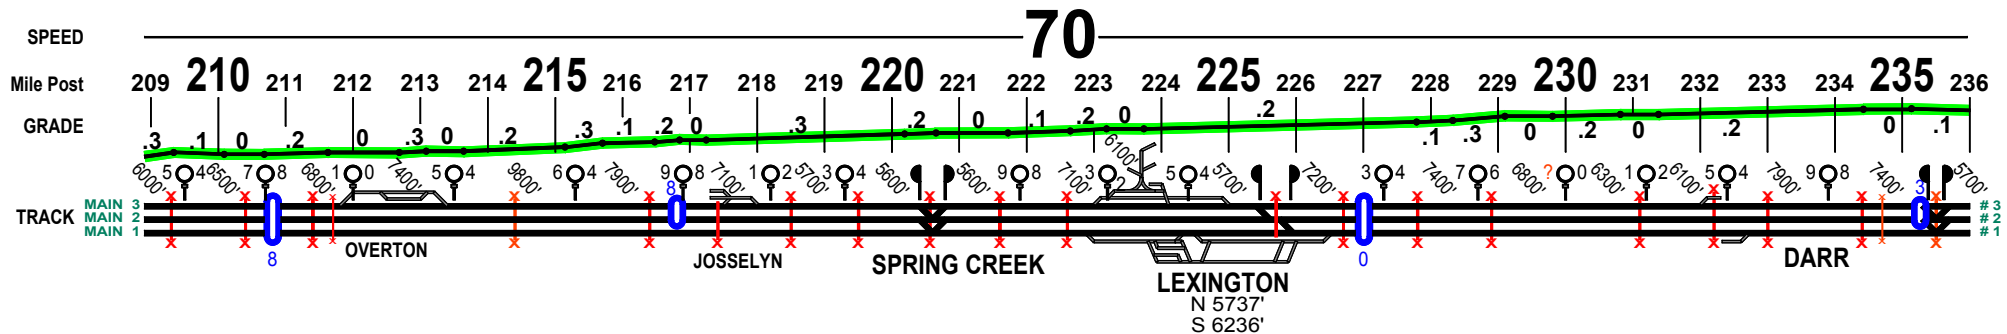 SPEED 70
Mile Post 209 210 211 212 213 214 215 216 217 218 219 220 221 222 223 224 225 226 227 228 229 230 231 232 233 234 235 236
GRADE .3 .1 0 .2 0 .3 0 .2 .3 .1 .2 0 .3 .2 0 .1 .2 0 .2 .1 .3 0 .2 0 .2 0 .1
6000' 5 4 6500' 7 8 6800' 1 0 7400' 5 4 9800' 6 4 7900' 9 8 7100' 1 2 5700' 3 4 5600' 5600' 9 8 7100' 3 2 6100' 5 4 5700' 7200' 3 4 7400' 7 6 6800' ? 0 6300' 1 2 6100' 5 4 7200' 9 8 7400' 5700'
8 3
MAIN 3 # 3
TRACK MAIN 2 # 2
MAIN 1 # 1
8 OVERTON JOSSELYN SPRING CREEK 0 DARR
LEXINGTON
N 5737'
S 6236'